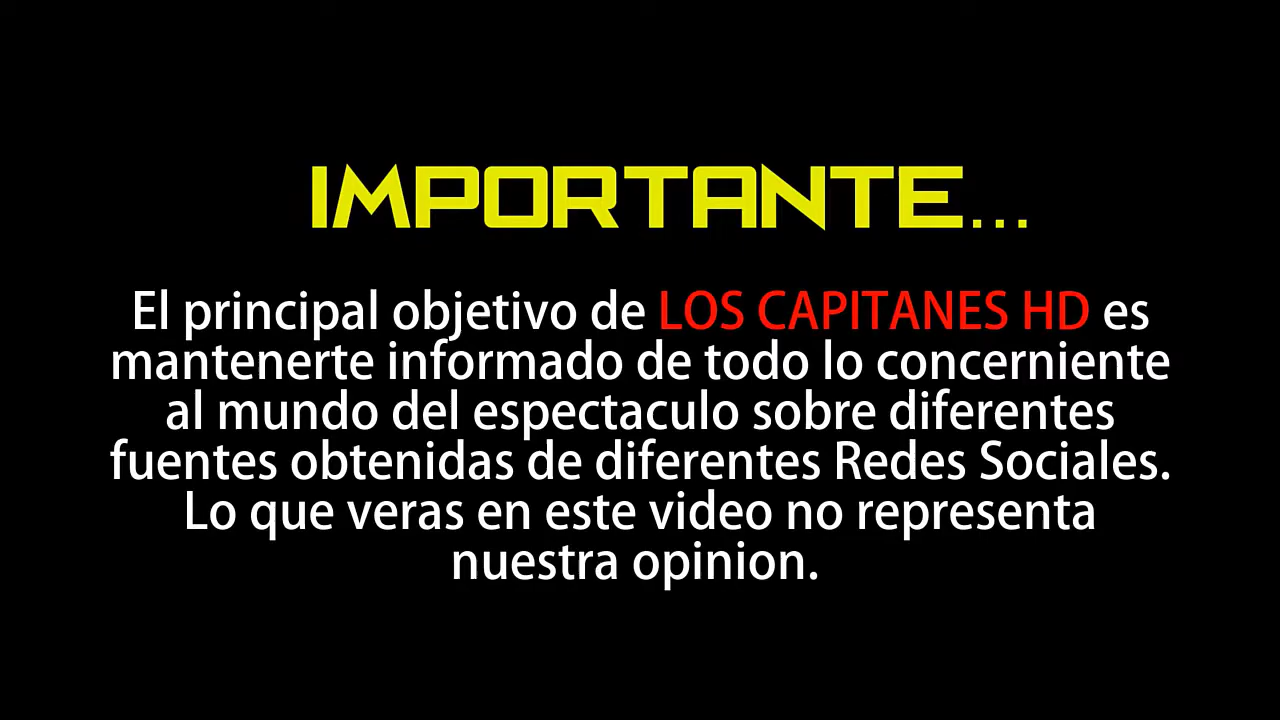 IMPORTANTE...
El principal objetivo de LOS CAPITANES HD es
mantenerte informado de todo lo concerniente
al mundo del espectaculo sobre diferentes
fuentes obtenidas de diferentes Redes Sociales.
Lo que veras en este video no representa
nuestra opinion.